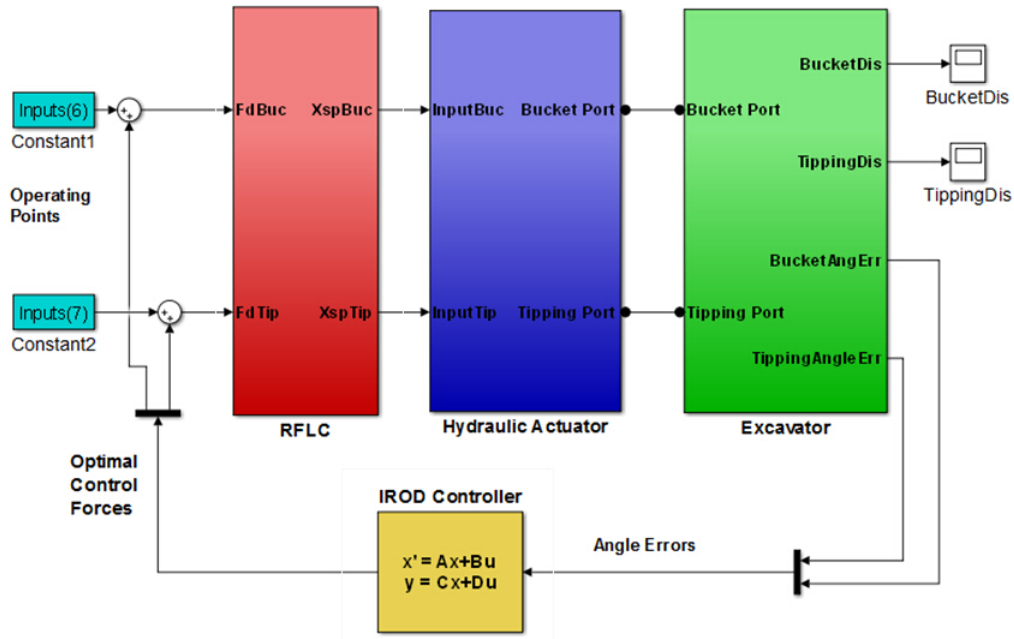 BucketDis
BucketDis
Inputs(6)
Constant1
FdBuc
XspBuc
InputBuc
Bucket Port
Bucket Port
TippingDis
TippingDis
Operating
Points
BucketAngErr
Inputs(7)
Constant2
FdTip
XspTip
InputTip
Tipping Port
Tipping Port
TippingAngleErr
RFLC
Hydraulic Actuator
Excavator
Optimal
Control
Forces
IROD Controller
x' = Ax+Bu
y = Cx+Du
Angle Errors